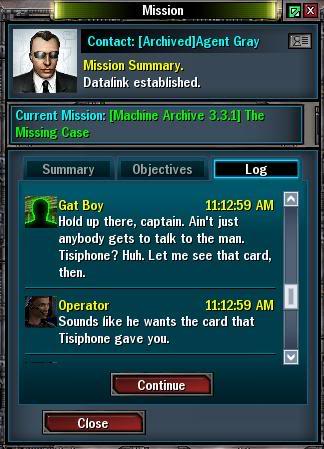 Mission
Contact: [Archived]Agent Gray
Mission Summary.
Datalink established.
Current Mission: [Machine Archive 3.3.1] The
Missing Case
Summary Objectives Log
Gat Boy 11:12:59 AM
Hold up there, captain. Ain't just
anybody gets to talk to the man.
Tisiphone? Huh. Let me see that card,
then.
Operator 11:12:59 AM
Sounds like he wants the card that
Tisiphone gave you.
Continue
Close